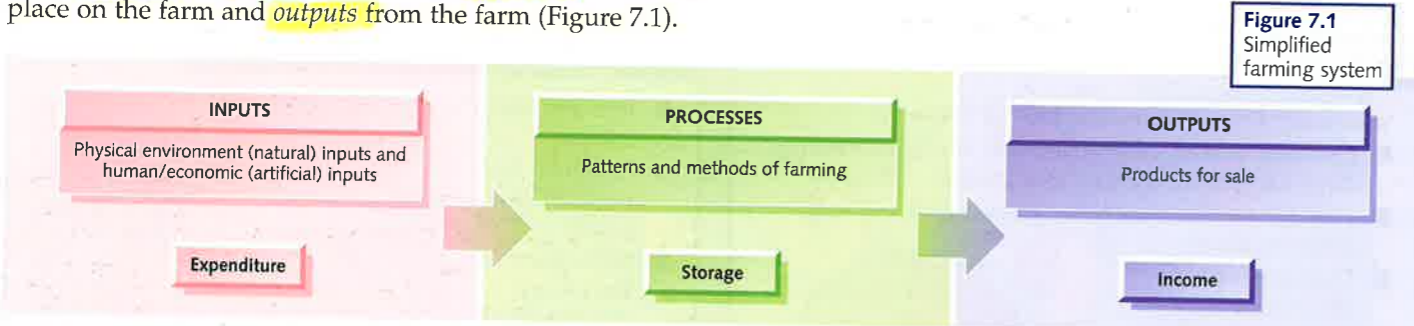 place on the farm and outputs from the farm (Figure 7.1).
Figure 7.1
Simplified
farming system
INPUTS
Physical environment (natural) inputs and
human/economic (artificial) inputs
Expenditure
PROCESSES
Patterns and methods of farming
Storage
OUTPUTS
Products for sale
Income